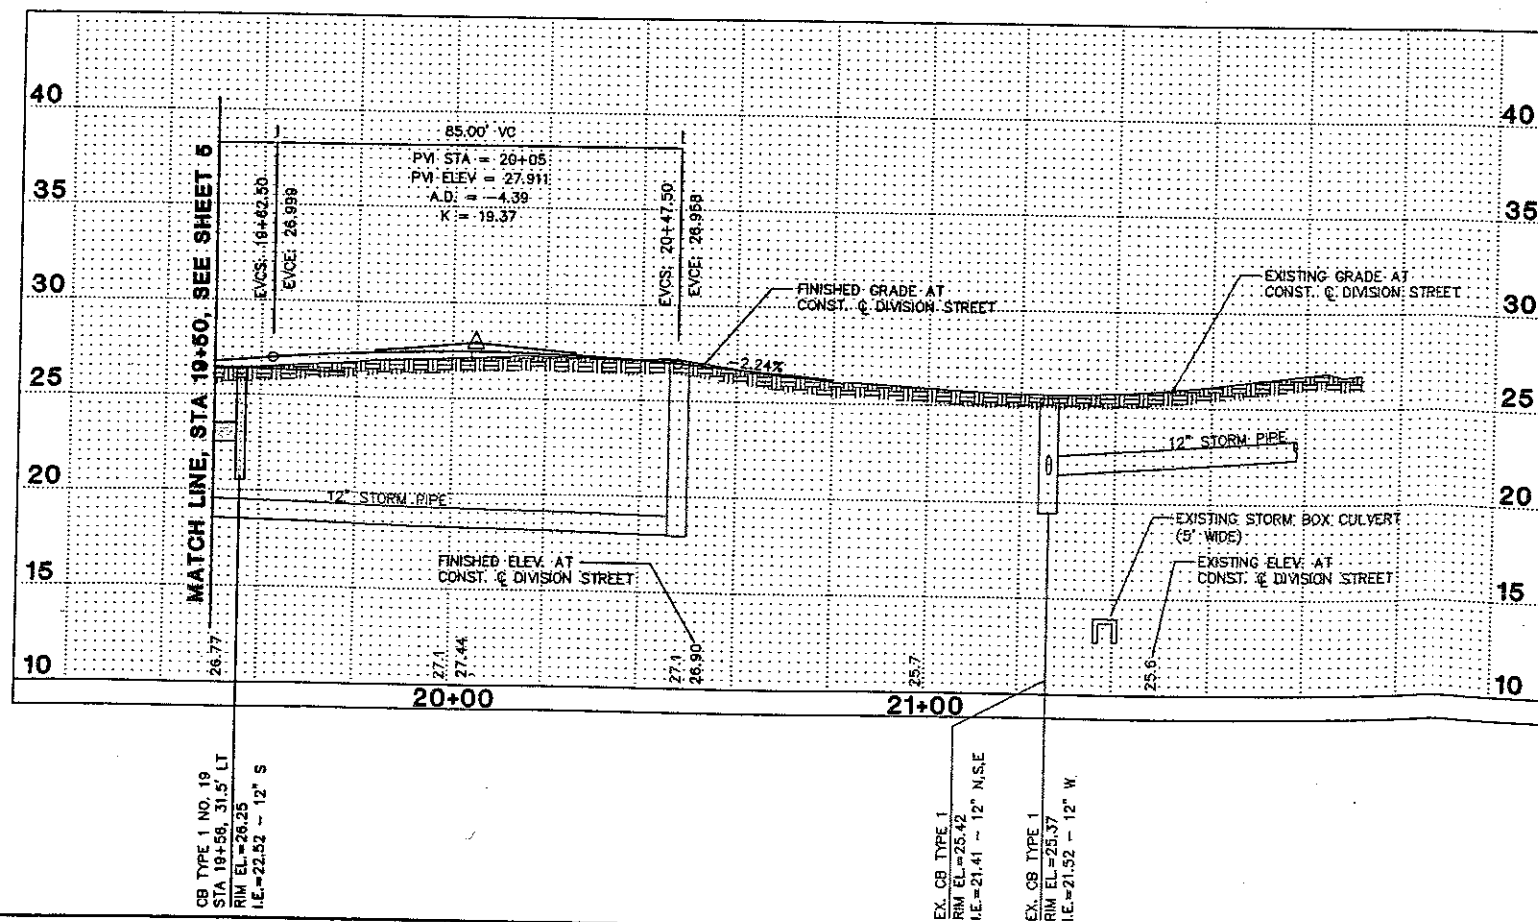 40
35
30
25
20
15
10
MATCH LINE, STA 19+50, SEE SHEET 5
85.00' VC
PVI STA = 20+05
PVI ELEV = 27.911
A.D. = -4.39
K = 19.37
EVCS: 19+62.50
EVCE: 26.999
EVCS: 20+47.50
EVCE: 26.958
FINISHED GRADE AT
CONST. ℄ DIVISION STREET
-2.24%
EXISTING GRADE AT
CONST. ℄ DIVISION STREET
12" STORM PIPE
12" STORM PIPE
EXISTING STORM BOX CULVERT
(5' WIDE)
FINISHED ELEV. AT
CONST. ℄ DIVISION STREET
EXISTING ELEV. AT
CONST. ℄ DIVISION STREET
40
35
30
25
20
15
10
26.77
27.1
27.44
27.1
26.90
25.7
25.6
20+00
21+00
CB TYPE 1 NO. 19
STA 19+56, 31.5' LT
RIM EL.=26.25
I.E.=22.52 - 12" S
EX. CB TYPE 1
RIM EL.=25.42
I.E.=21.41 - 12" N,S,E
EX. CB TYPE 1
RIM EL.=25.37
I.E.=21.52 - 12" W.